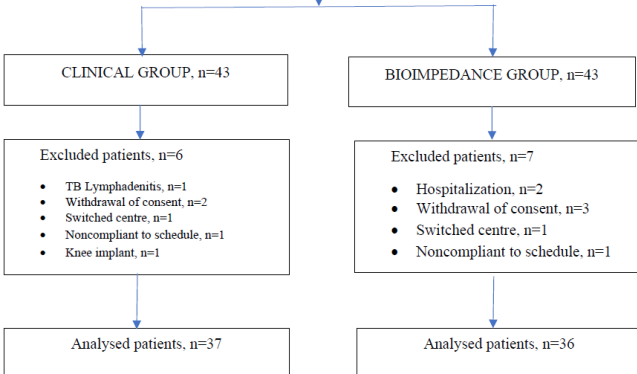 CLINICAL GROUP, n=43
BIOIMPEDANCE GROUP, n=43
Excluded patients, n=6
• TB Lymphadenitis, n=1
• Withdrawal of consent, n=2
• Switched centre, n=1
• Noncompliant to schedule, n=1
• Knee implant, n=1
Excluded patients, n=7
• Hospitalization, n=2
• Withdrawal of consent, n=3
• Switched centre, n=1
• Noncompliant to schedule, n=1
Analysed patients, n=37
Analysed patients, n=36